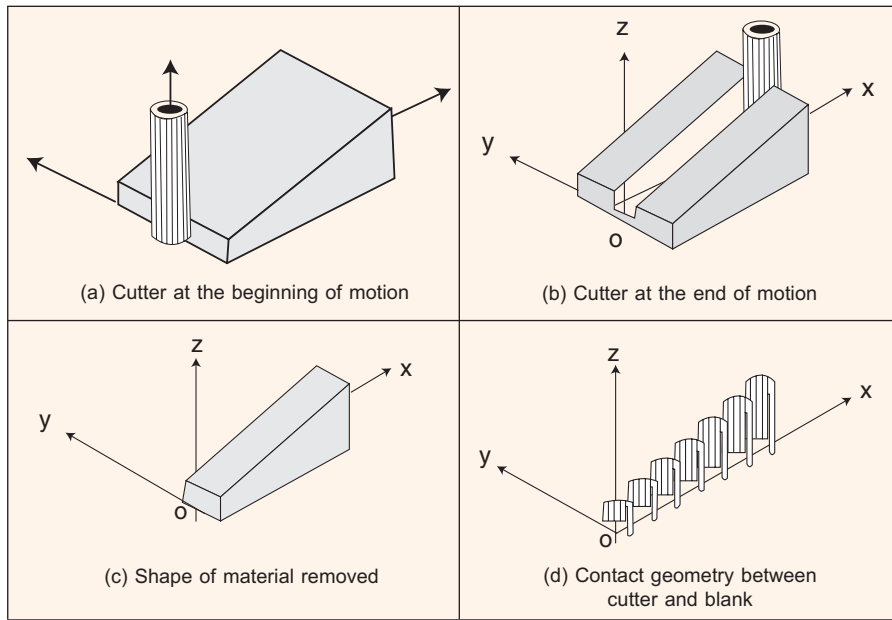 (a) Cutter at the beginning of motion
z
x
y
o
(b) Cutter at the end of motion
z
x
y
o
(c) Shape of material removed
z
x
y
o
(d) Contact geometry between
cutter and blank